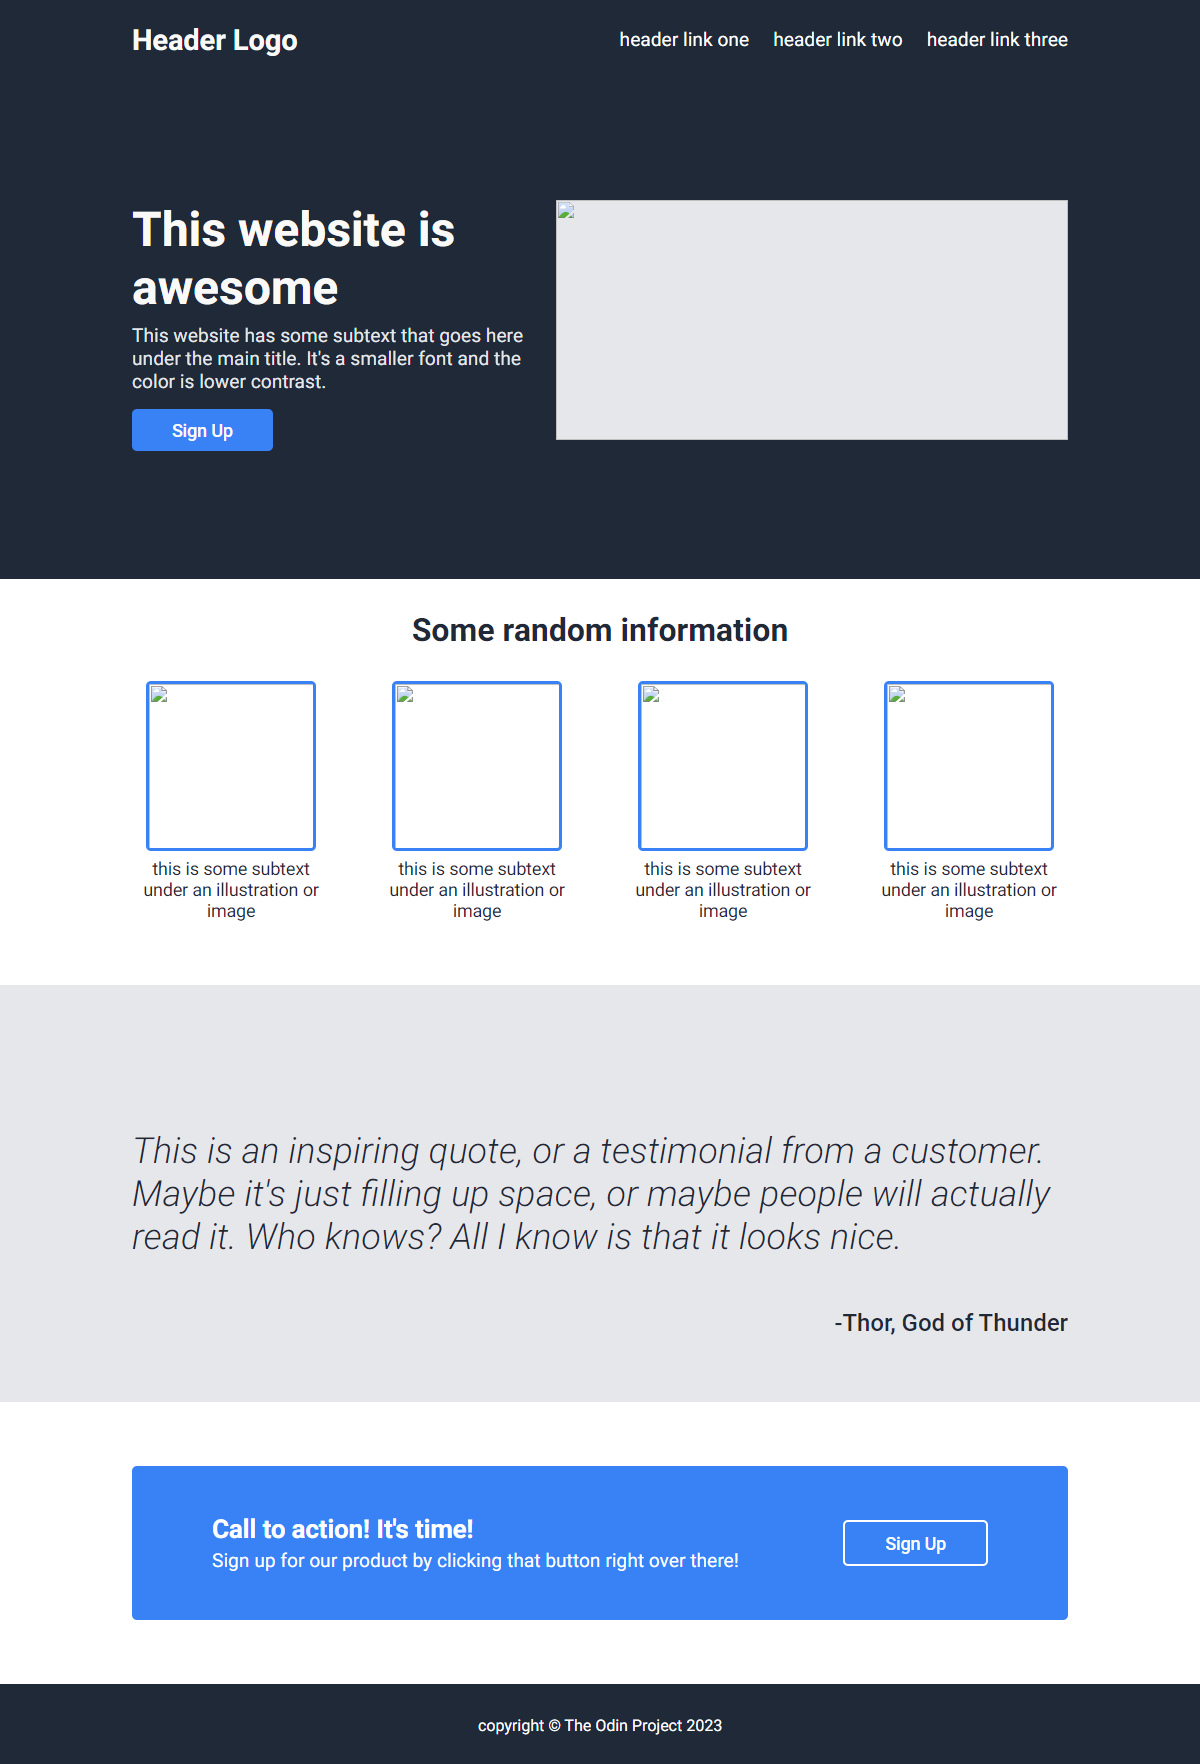 Header Logo
header link one
header link two
header link three
This website is
awesome
This website has some subtext that goes here
under the main title. It's a smaller font and the
color is lower contrast.
Sign Up
Some random information
this is some subtext
under an illustration or
image
this is some subtext
under an illustration or
image
this is some subtext
under an illustration or
image
this is some subtext
under an illustration or
image
This is an inspiring quote, or a testimonial from a customer.
Maybe it's just filling up space, or maybe people will actually
read it. Who knows? All I know is that it looks nice.
-Thor, God of Thunder
Call to action! It's time!
Sign up for our product by clicking that button right over there!
Sign Up
copyright © The Odin Project 2023